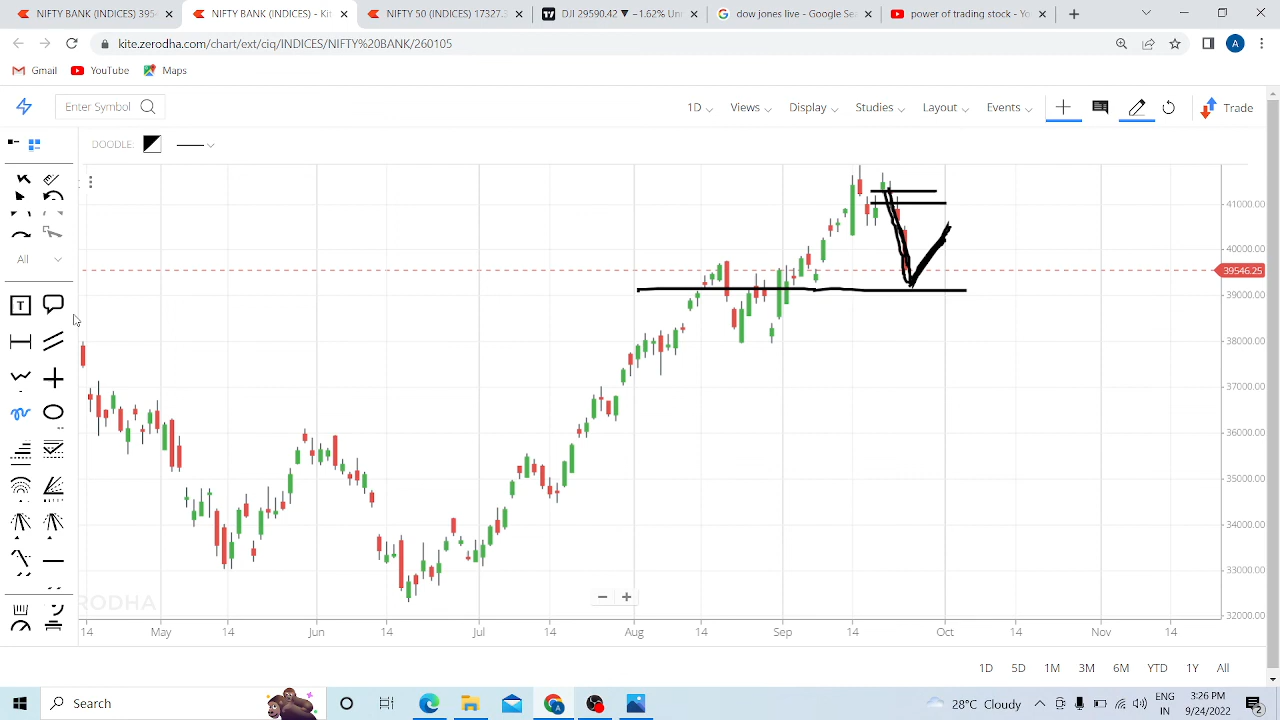 NIFTY BANK (INDICES) 395
NIFTY BANK (INDICES) - Kit
NIFTY 50 (INDICES) 17327.3
DJI 29590.42 ▼ −1.62% Un
dow jones - Google Se
power of trading stock - Yo
kite.zerodha.com/chart/ext/ciq/INDICES/NIFTY%20BANK/260105
A
Gmail
YouTube
Maps
Enter Symbol
1D
Views
Display
Studies
Layout
Events
Trade
DOODLE:
All
T
41000.00
40000.00
39546.25
39000.00
38000.00
37000.00
36000.00
35000.00
34000.00
33000.00
32000.00
RODHA
14
May
14
Jun
14
Jul
14
Aug
14
Sep
14
Oct
14
Nov
14
1D
5D
1M
3M
6M
YTD
1Y
All
Search
28°C Cloudy
ENG
IN
3:26 PM
9/24/2022
2